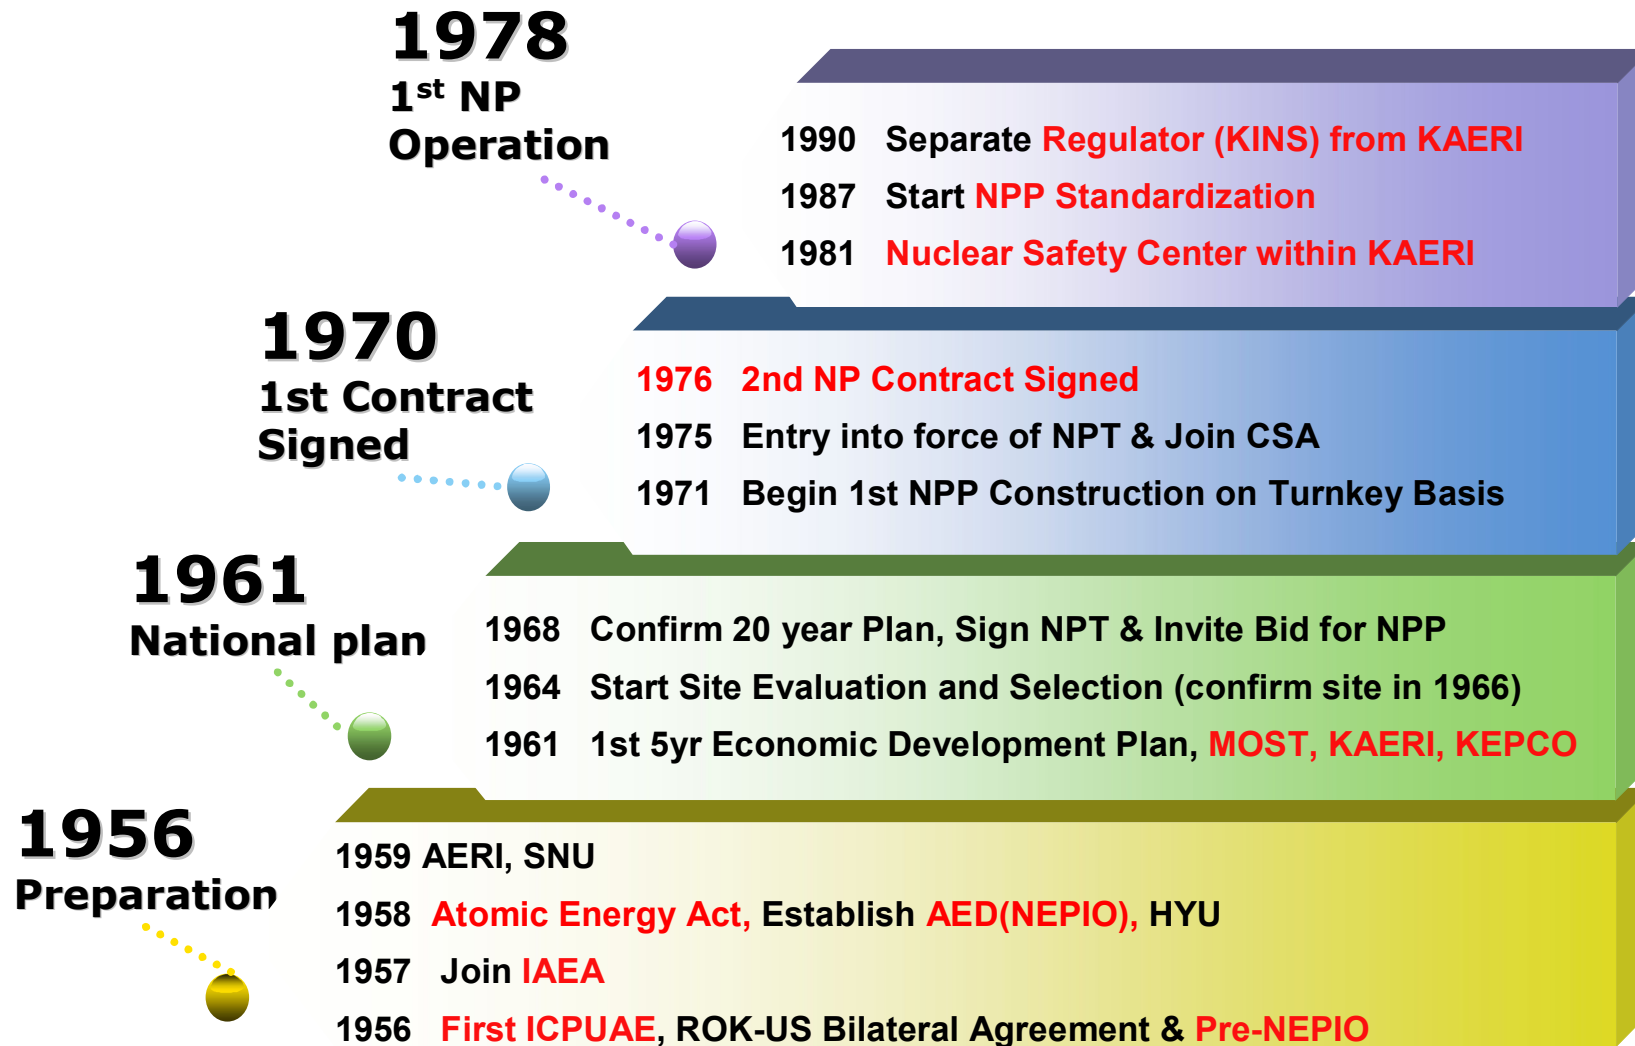 1978
1st NP
Operation
1990 Separate Regulator (KINS) from KAERI
1987 Start NPP Standardization
1981 Nuclear Safety Center within KAERI
1970
1st Contract
Signed
1976 2nd NP Contract Signed
1975 Entry into force of NPT & Join CSA
1971 Begin 1st NPP Construction on Turnkey Basis
1961
National plan
1968 Confirm 20 year Plan, Sign NPT & Invite Bid for NPP
1964 Start Site Evaluation and Selection (confirm site in 1966)
1961 1st 5yr Economic Development Plan, MOST, KAERI, KEPCO
1956
Preparation
1959 AERI, SNU
1958 Atomic Energy Act, Establish AED(NEPIO), HYU
1957 Join IAEA
1956 First ICPUAE, ROK-US Bilateral Agreement & Pre-NEPIO